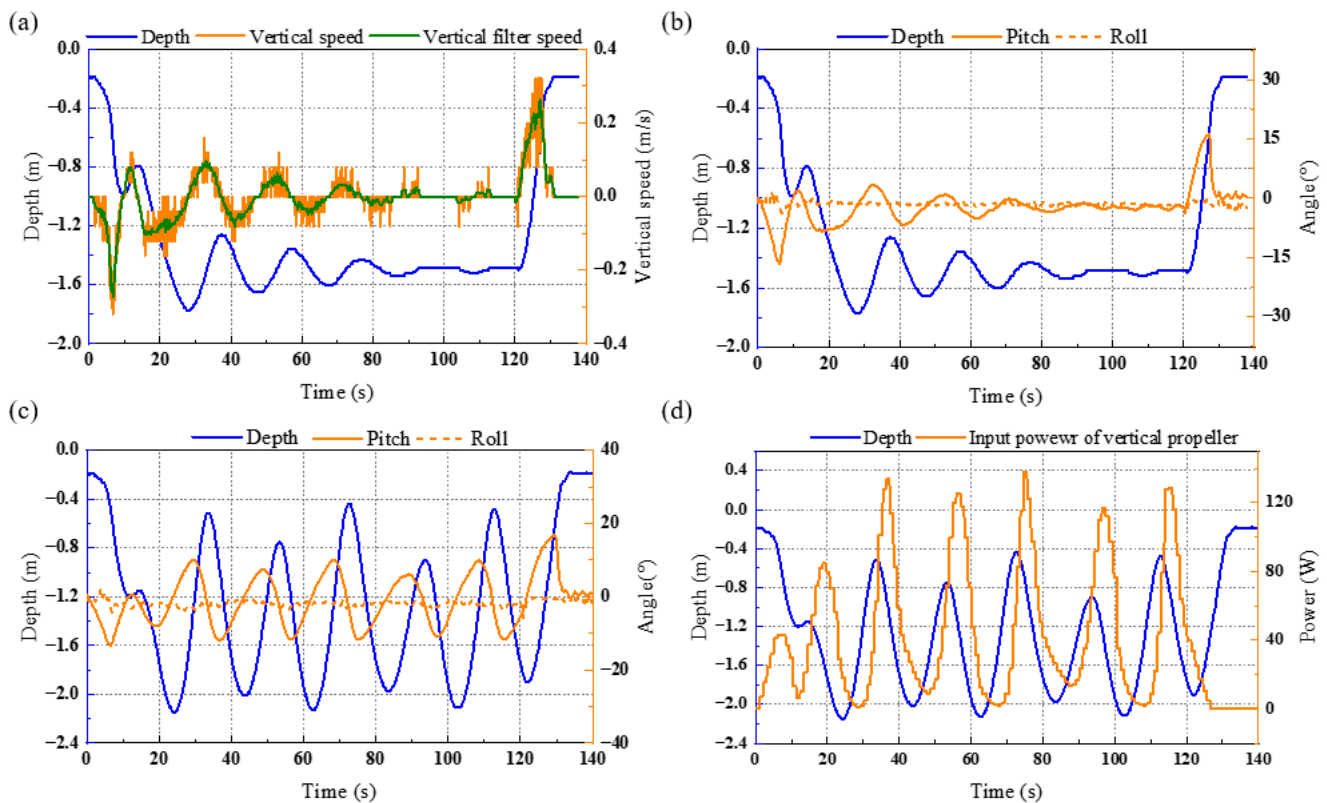 (a)
Depth Vertical speed Vertical filter speed
0.0 −0.4 −0.8 −1.2 −1.6 −2.0
Depth (m)
0.4 0.2 0.0 −0.2 −0.4
Vertical speed (m/s)
0 20 40 60 80 100 120 140
Time (s)
(b)
Depth Pitch Roll
0.0 −0.4 −0.8 −1.2 −1.6 −2.0
Depth (m)
30 15 0 −15 −30
Angle(°)
0 20 40 60 80 100 120 140
Time (s)
(c)
Depth Pitch Roll
0.0 −0.4 −0.8 −1.2 −1.6 −2.0 −2.4
Depth (m)
40 20 0 −20 −40
Angle(°)
0 20 40 60 80 100 120 140
Time (s)
(d)
Depth Input powewr of vertical propeller
0.4 0.0 −0.4 −0.8 −1.2 −1.6 −2.0 −2.4
Depth (m)
120 80 40 0
Power (W)
0 20 40 60 80 100 120 140
Time (s)